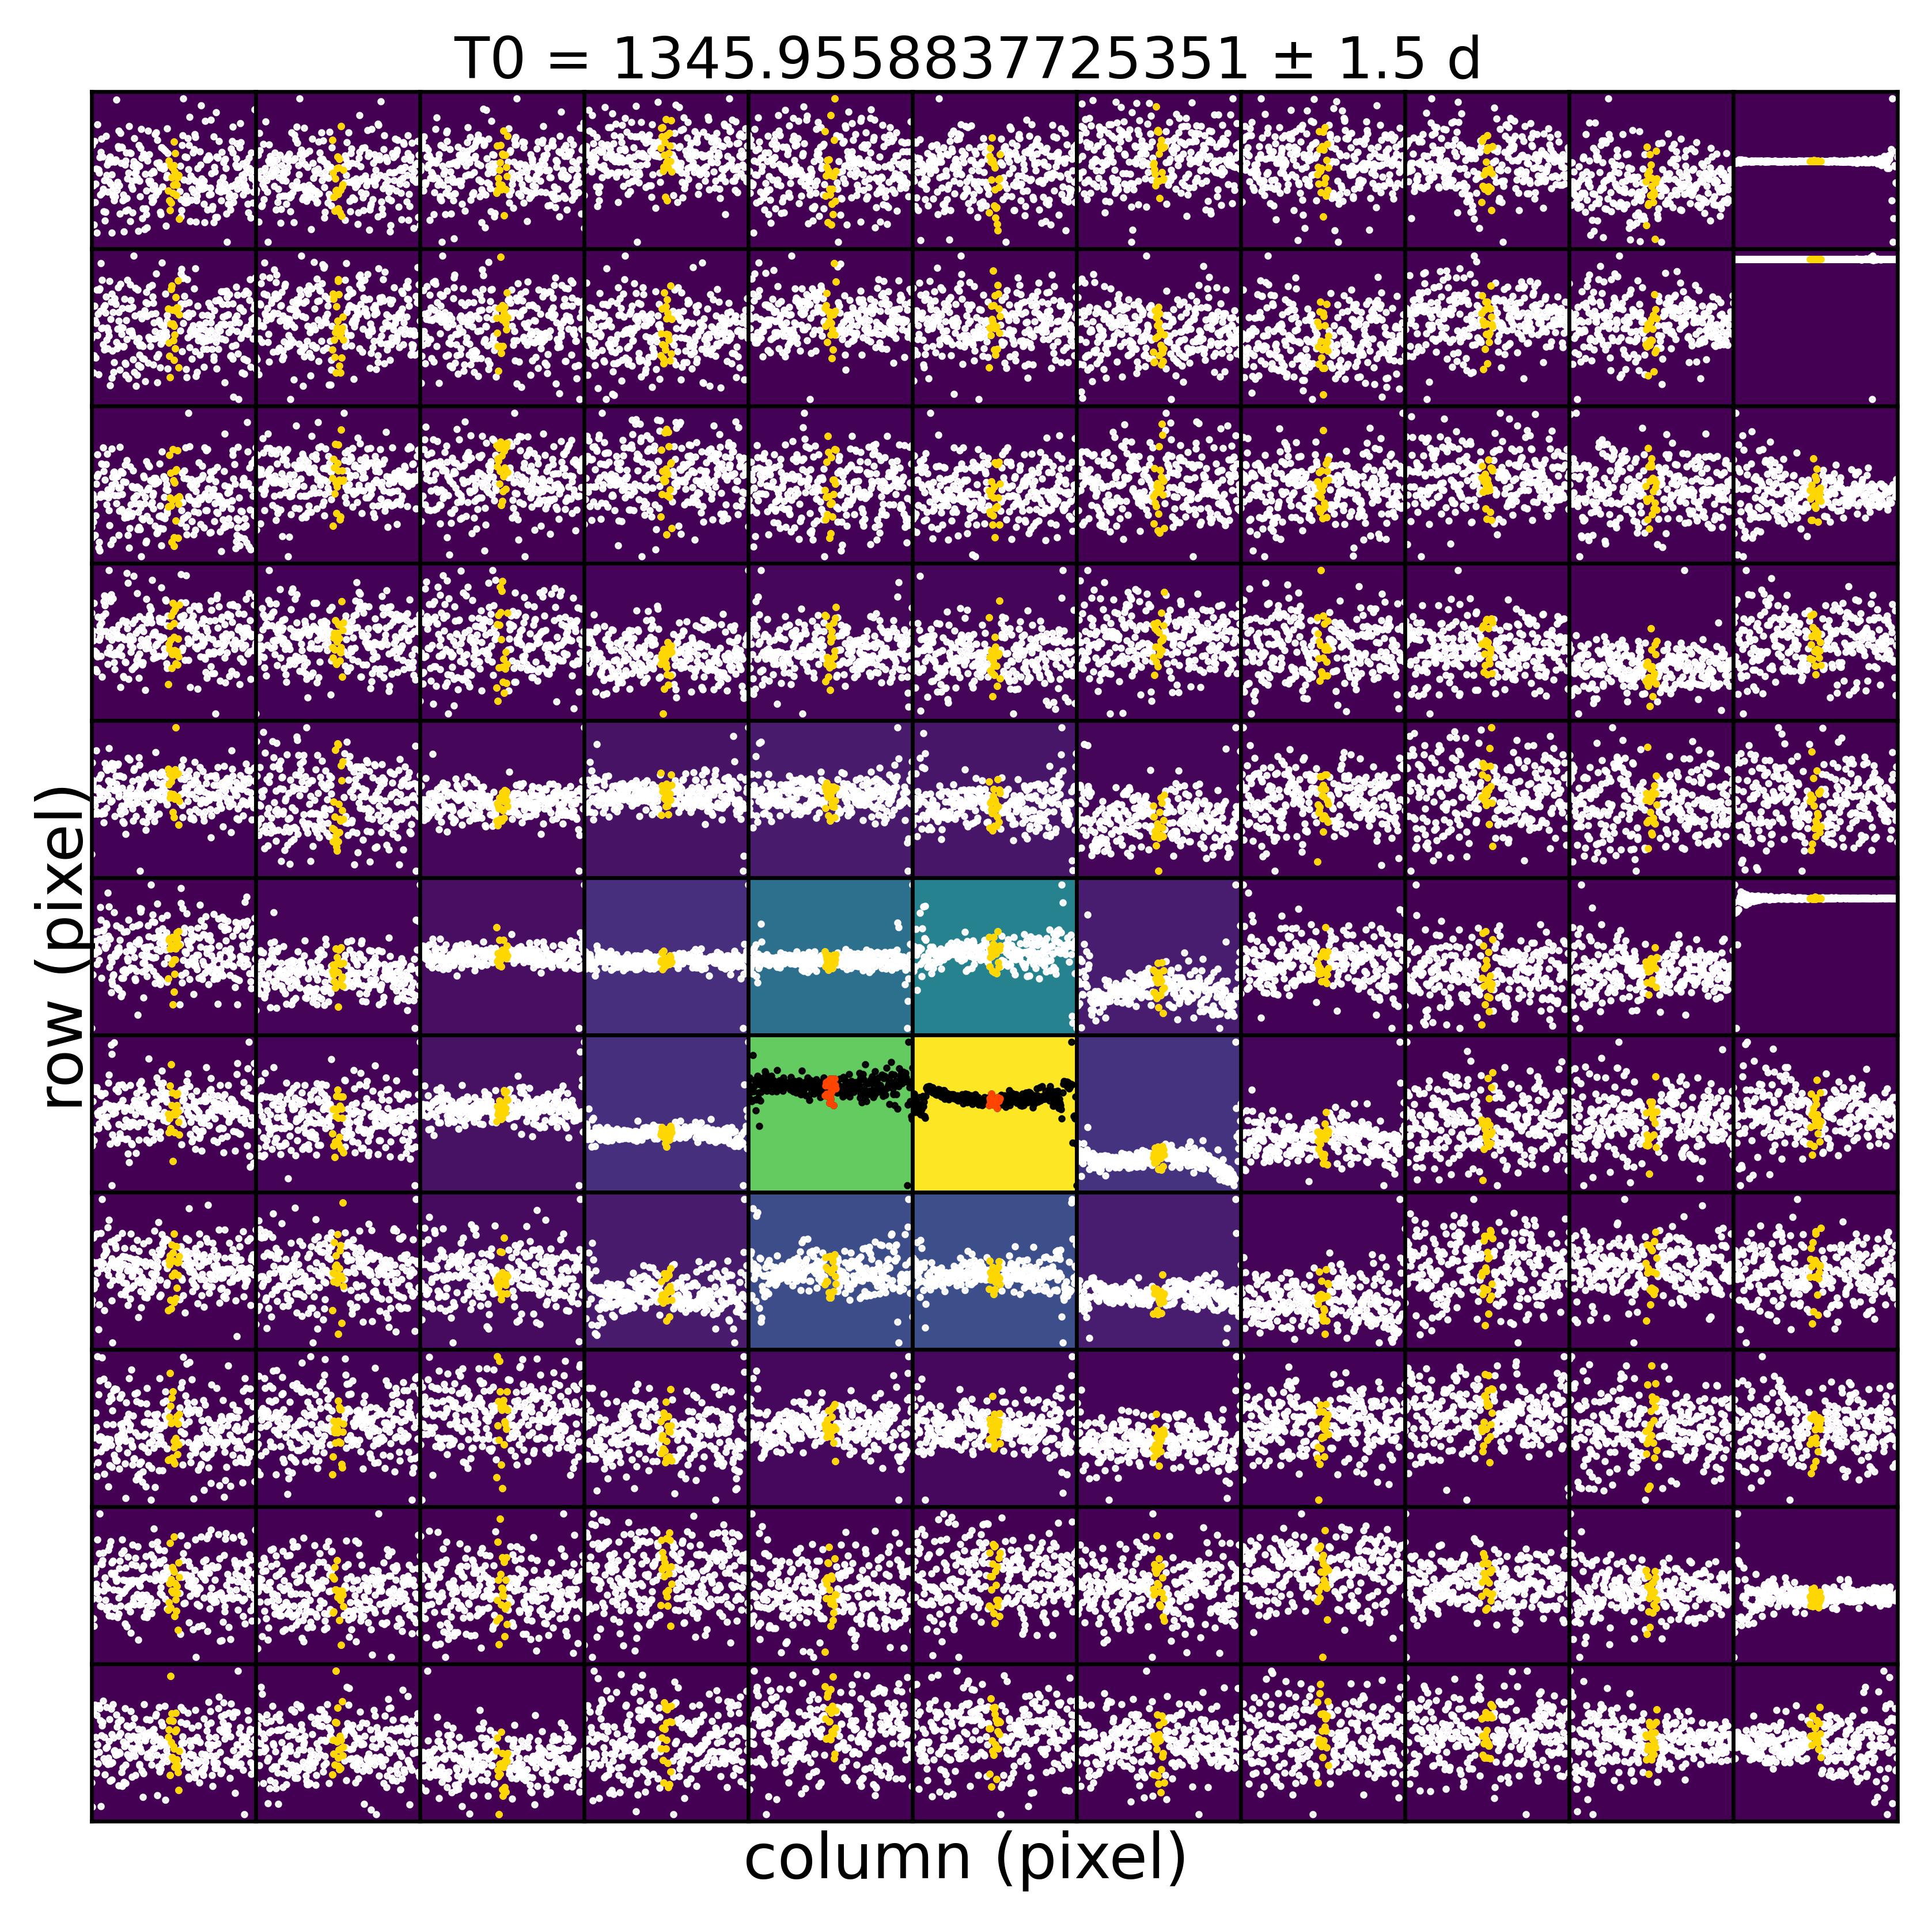 T0 = 1345.9558837725351 ± 1.5 d
row (pixel)
column (pixel)